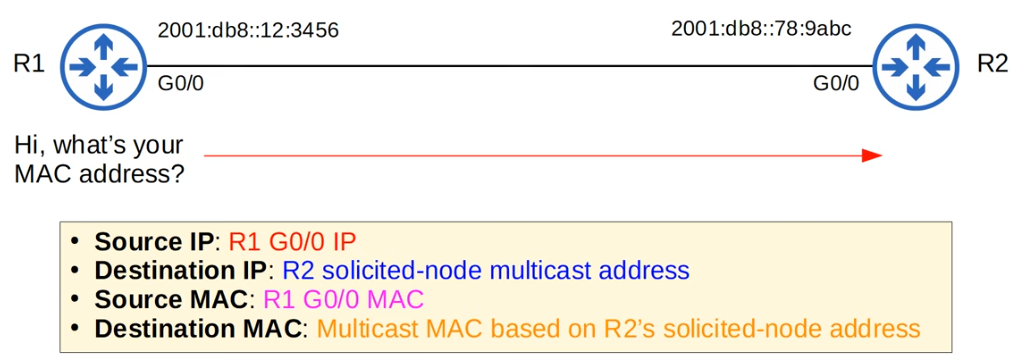 2001:db8::12:3456
2001:db8::78:9abc
R1
R2
G0/0
G0/0
Hi, what's your
MAC address?
• Source IP: R1 G0/0 IP
• Destination IP: R2 solicited-node multicast address
• Source MAC: R1 G0/0 MAC
• Destination MAC: Multicast MAC based on R2's solicited-node address